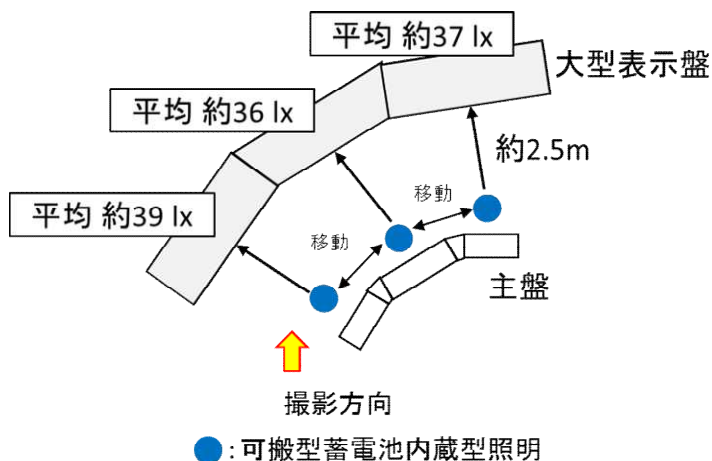 平均 約37 lx
大型表示盤
平均 約36 lx
約2.5m
移動
平均 約39 lx
移動
主盤
撮影方向
:可搬型蓄電池内蔵型照明